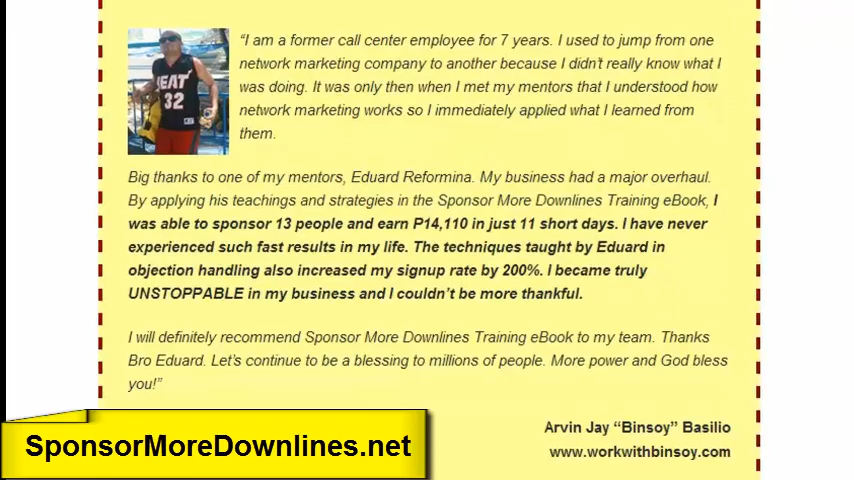 “I am a former call center employee for 7 years. I used to jump from one
network marketing company to another because I didn’t really know what I
was doing. It was only then when I met my mentors that I understood how
network marketing works so I immediately applied what I learned from
them.
HEAT
32
Big thanks to one of my mentors, Eduard Reformina. My business had a major overhaul.
By applying his teachings and strategies in the Sponsor More Downlines Training eBook, I
was able to sponsor 13 people and earn P14,110 in just 11 short days. I have never
experienced such fast results in my life. The techniques taught by Eduard in
objection handling also increased my signup rate by 200%. I became truly
UNSTOPPABLE in my business and I couldn’t be more thankful.
I will definitely recommend Sponsor More Downlines Training eBook to my team. Thanks
Bro Eduard. Let’s continue to be a blessing to millions of people. More power and God bless
you!”
Arvin Jay “Binsoy” Basilio
www.workwithbinsoy.com
SponsorMoreDownlines.net